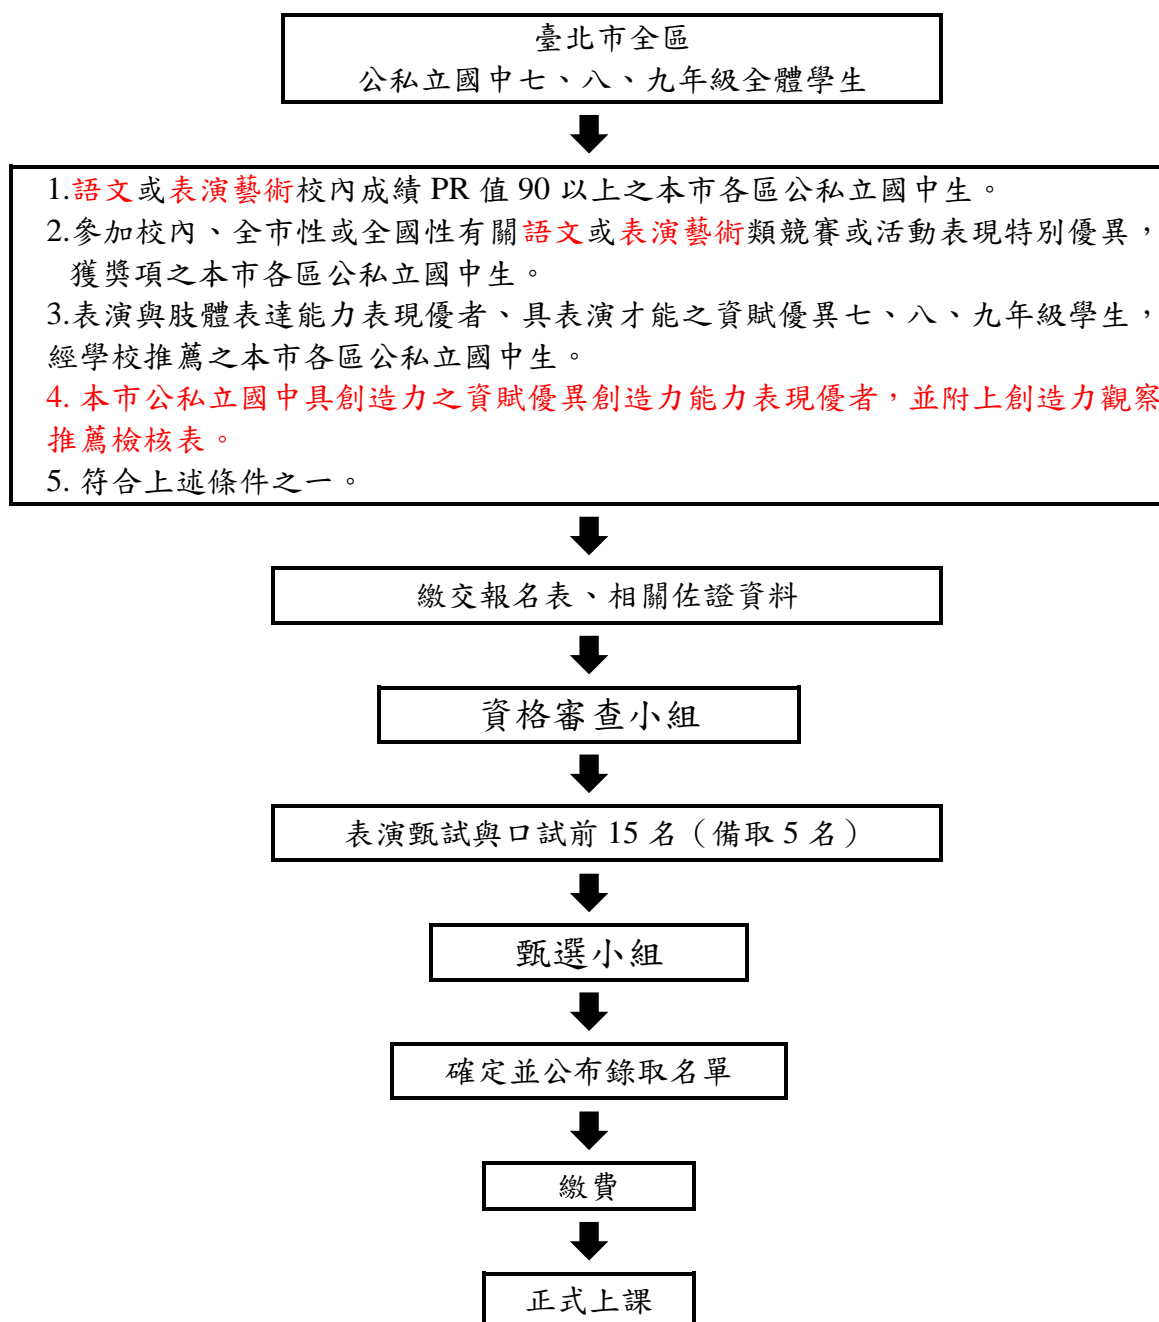 臺北市全區
公私立國中七、八、九年級全體學生
1.語文或表演藝術校內成績 PR 值 90 以上之本市各區公私立國中生。
2.參加校內、全市性或全國性有關語文或表演藝術類競賽或活動表現特別優異，
獲獎項之本市各區公私立國中生。
3.表演與肢體表達能力表現優者、具表演才能之資賦優異七、八、九年級學生，
經學校推薦之本市各區公私立國中生。
4. 本市公私立國中具創造力之資賦優異創造力能力表現優者，並附上創造力觀察
推薦檢核表。
5. 符合上述條件之一。
繳交報名表、相關佐證資料
資格審查小組
表演甄試與口試前 15 名（備取 5 名）
甄選小組
確定並公布錄取名單
繳費
正式上課